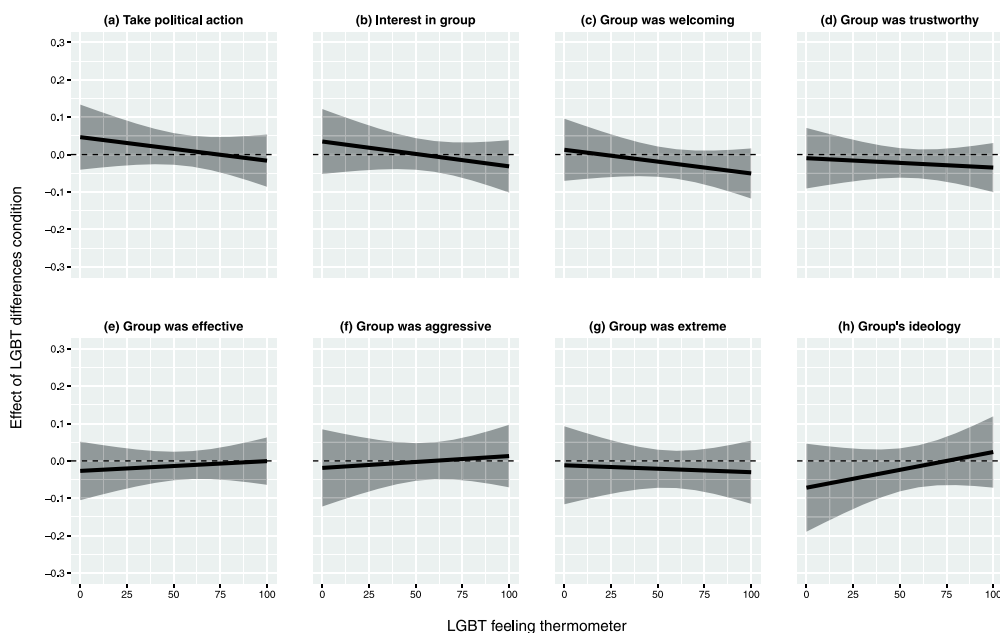 (a) Take political action
(b) Interest in group
(c) Group was welcoming
(d) Group was trustworthy
0.3
0.2
0.1
0.0
−0.1
−0.2
−0.3
(e) Group was effective
(f) Group was aggressive
(g) Group was extreme
(h) Group's ideology
0.3
0.2
0.1
0.0
−0.1
−0.2
−0.3
0 25 50 75 100
0 25 50 75 100
0 25 50 75 100
0 25 50 75 100
Effect of LGBT differences condition
LGBT feeling thermometer